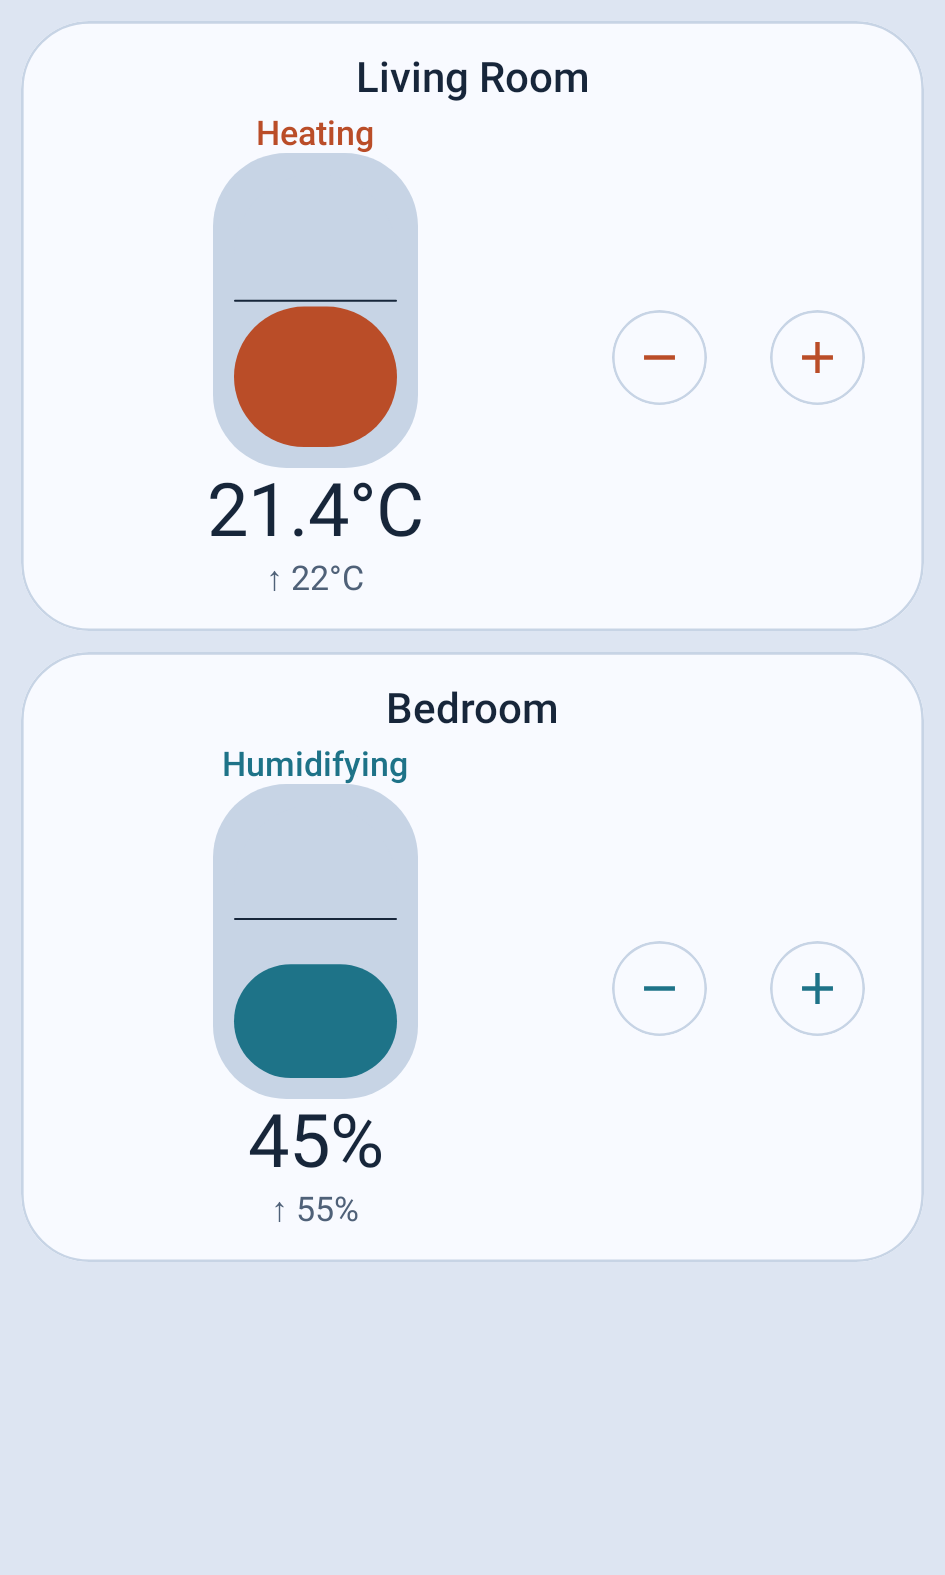 Living Room
Heating
21.4°C
↑ 22°C
Bedroom
Humidifying
45%
↑ 55%